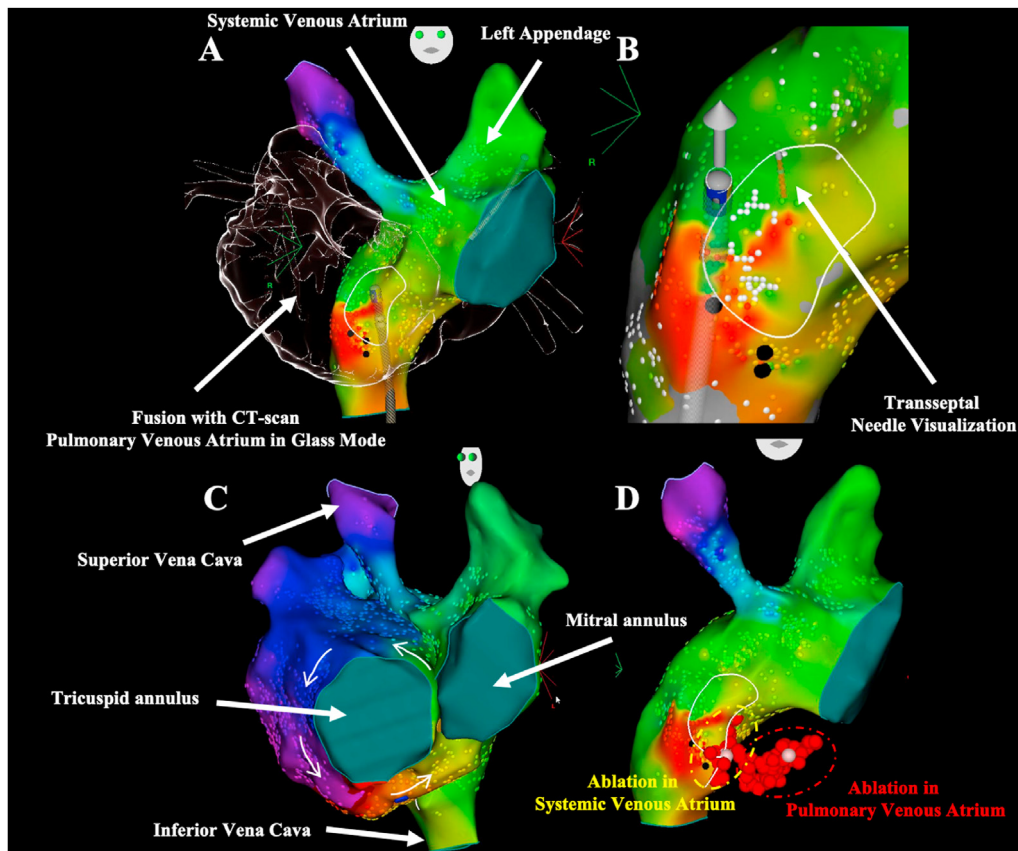 Systemic Venous Atrium
Left Appendage
A
B
R
R
Fusion with CT-scan
Pulmonary Venous Atrium in Glass Mode
Transseptal
Needle Visualization
C
D
Superior Vena Cava
Mitral annulus
Tricuspid annulus
Ablation in
Systemic Venous Atrium
Ablation in
Pulmonary Venous Atrium
Inferior Vena Cava